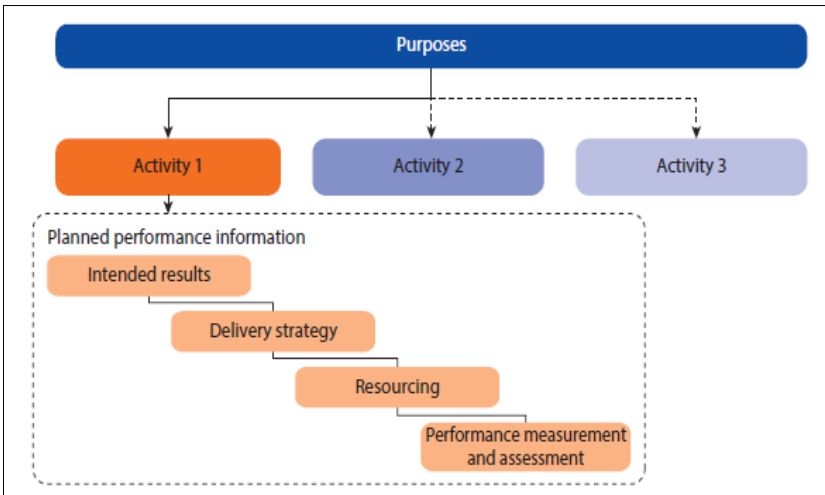 Purposes
Activity 1
Activity 2
Activity 3
Planned performance information
Intended results
Delivery strategy
Resourcing
Performance measurement
and assessment